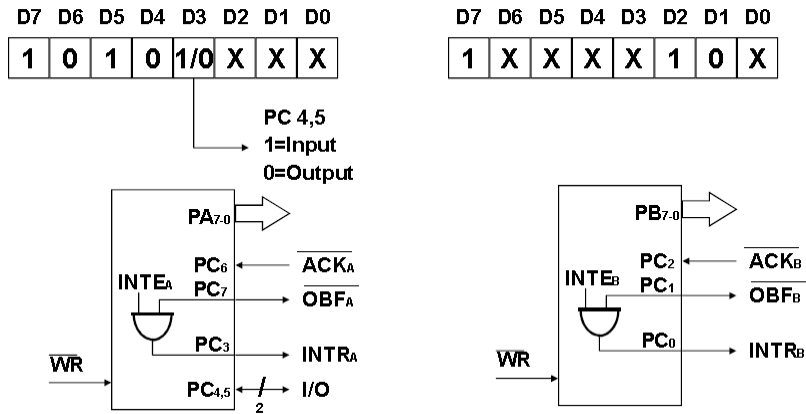 D7 D6 D5 D4 D3 D2 D1 D0
1 0 1 0 1/0 X X X
PC 4,5
1=Input
0=Output
PA7-0
PC6 ACKA
INTEA
PC7 OBFA
PC3 INTRA
WR
PC4,5 2 I/O
D7 D6 D5 D4 D3 D2 D1 D0
1 X X X X 1 0 X
PB7-0
PC2 ACKB
INTEB
PC1 OBFB
PC0 INTRB
WR